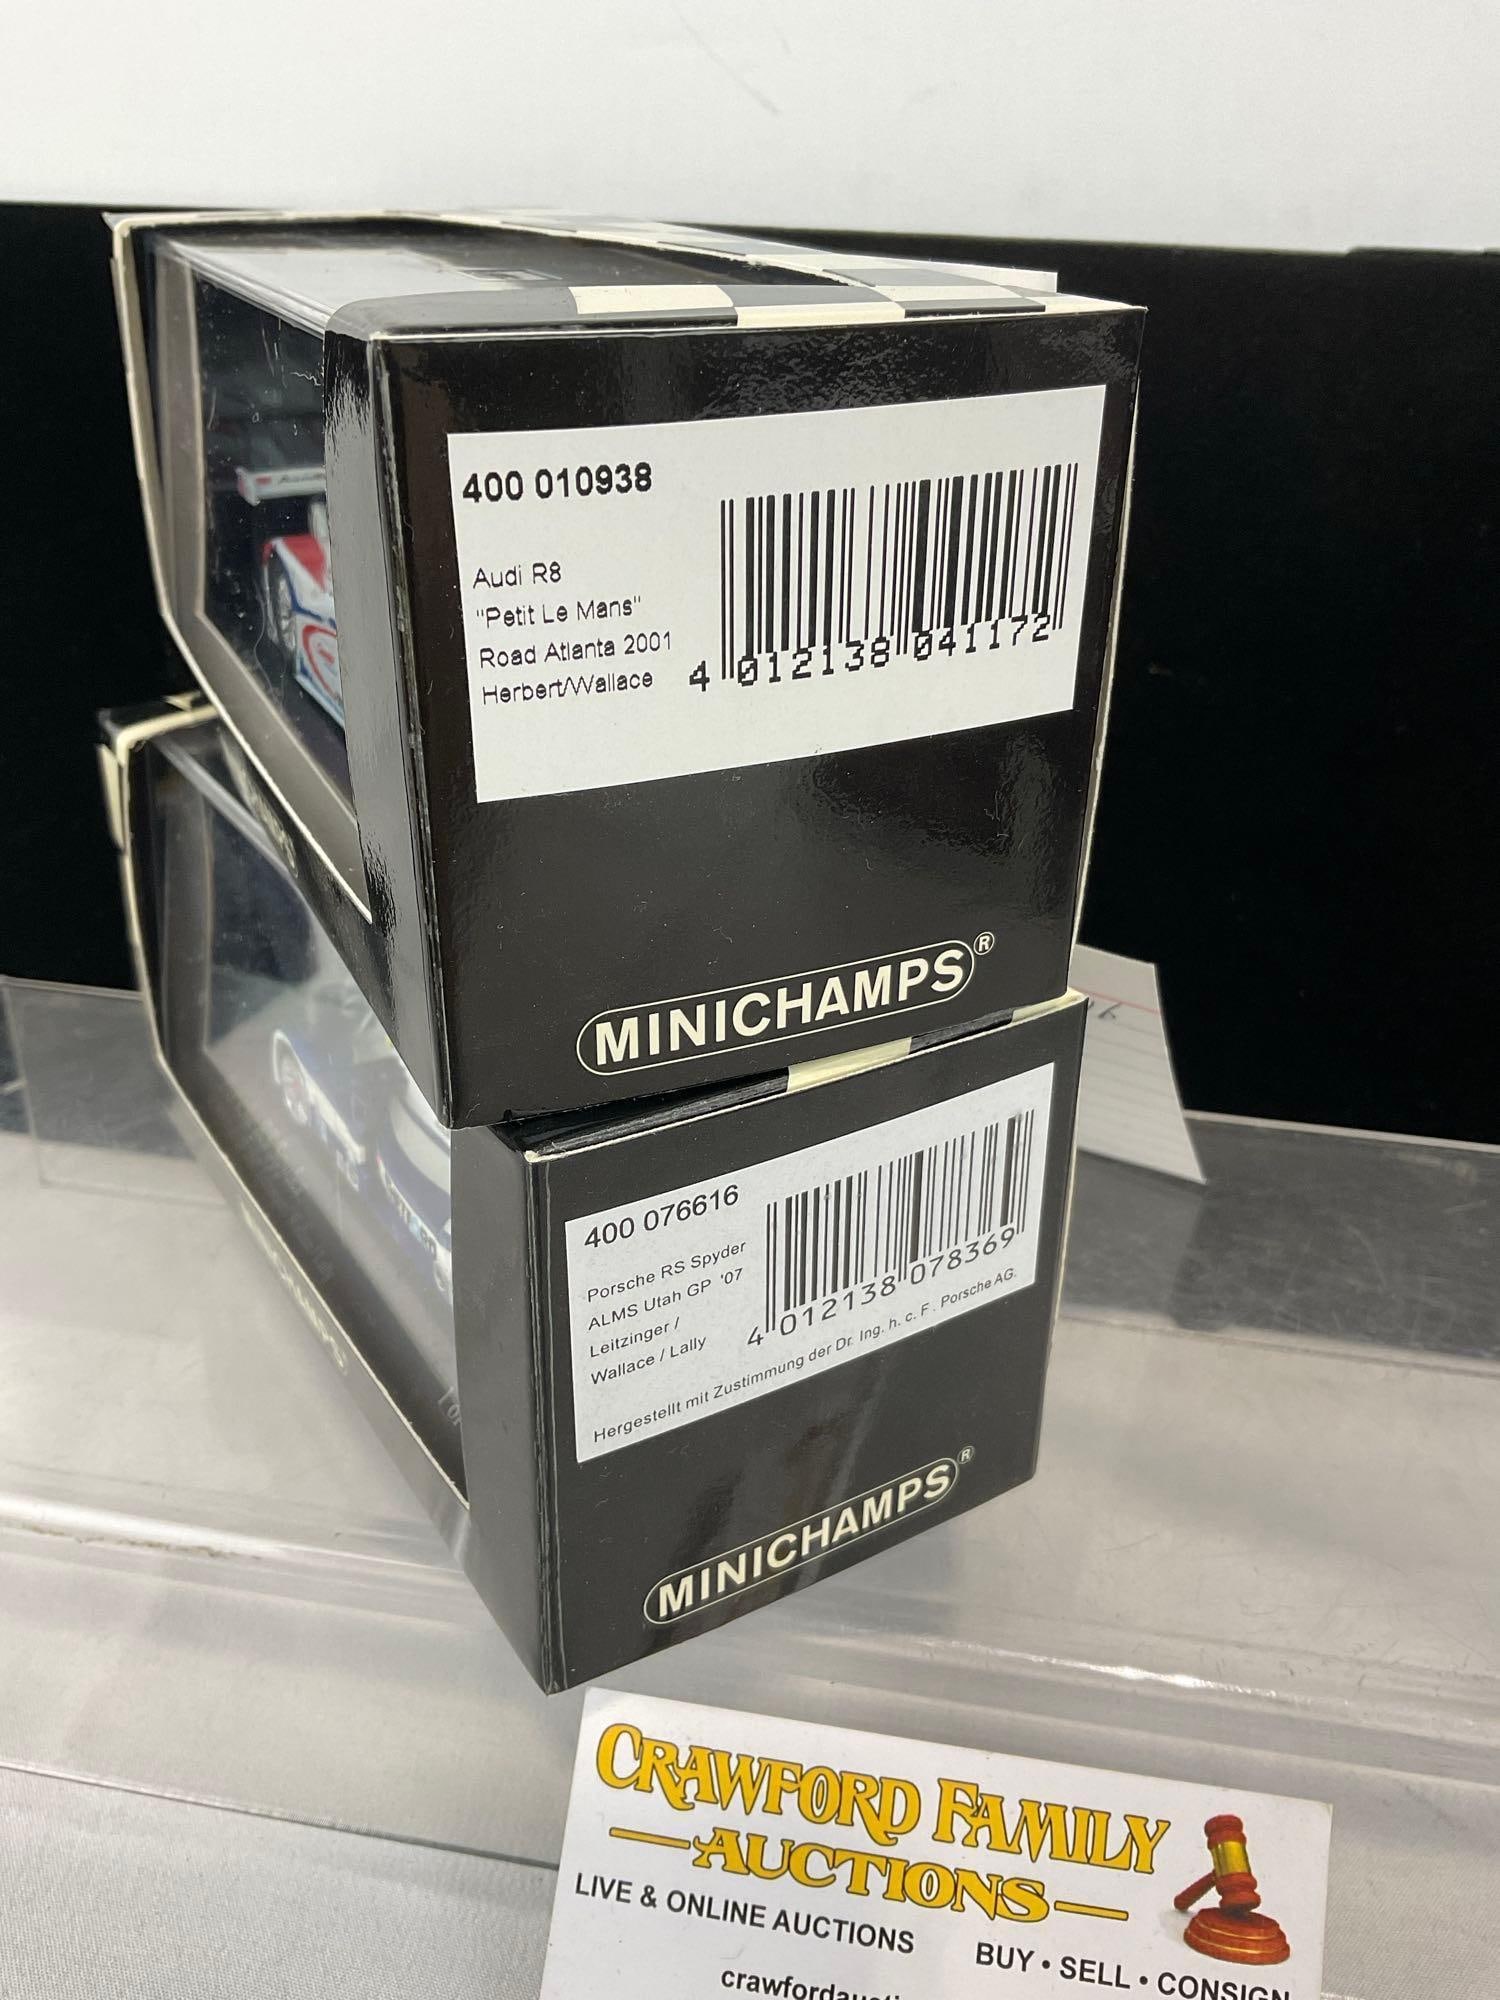 400 010938
Audi R8
"Petit Le Mans"
Road Atlanta 2001
Herbert/Wallace
4 012138 041172
MINICHAMPS®
400 076616
Porsche RS Spyder
ALMS Utah GP '07
Leitzinger /
Wallace / Lally
4 012138 078369
Hergestellt mit Zustimmung der Dr. Ing. h. c. F. Porsche AG.
MINICHAMPS®
CRAWFORD FAMILY
—AUCTIONS—
LIVE & ONLINE AUCTIONS
BUY • SELL • CONSIGN